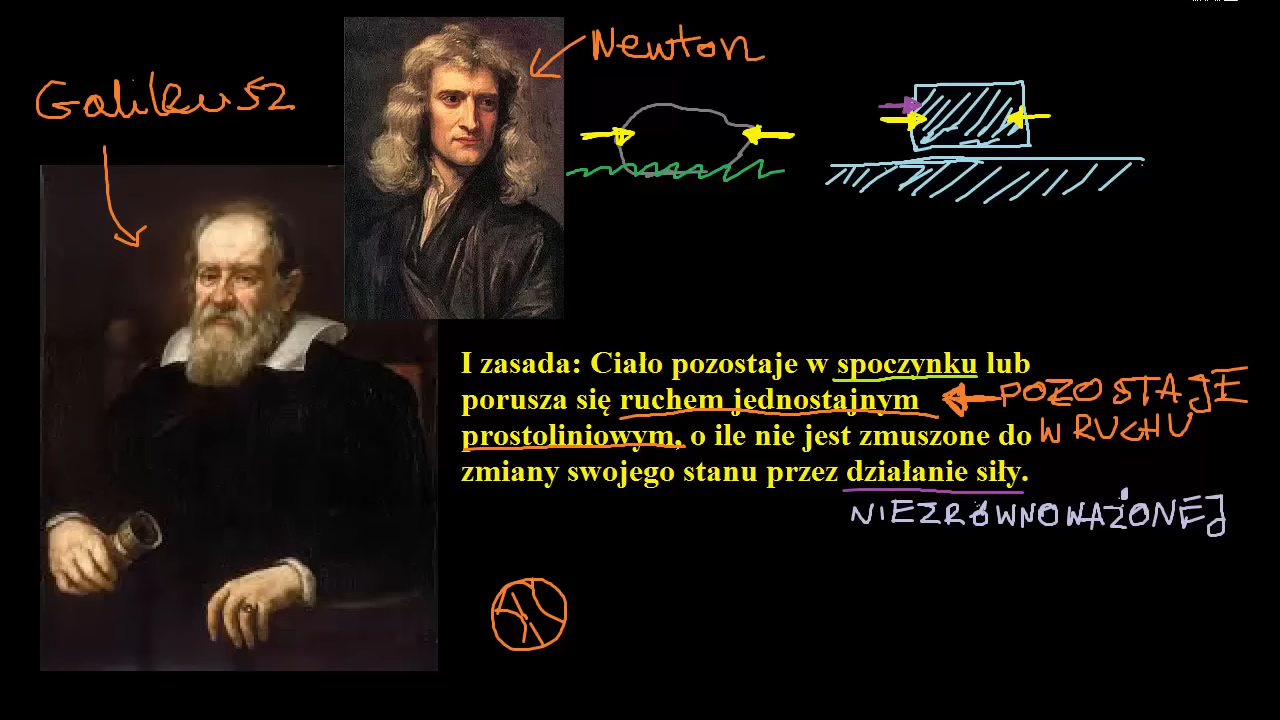 Newton
Galileusz
I zasada: Ciało pozostaje w spoczynku lub
porusza się ruchem jednostajnym
prostoliniowym, o ile nie jest zmuszone do
zmiany swojego stanu przez działanie siły.
POZOSTAJE
W RUCHU
NIEZRÓWNOWAŻONEJ